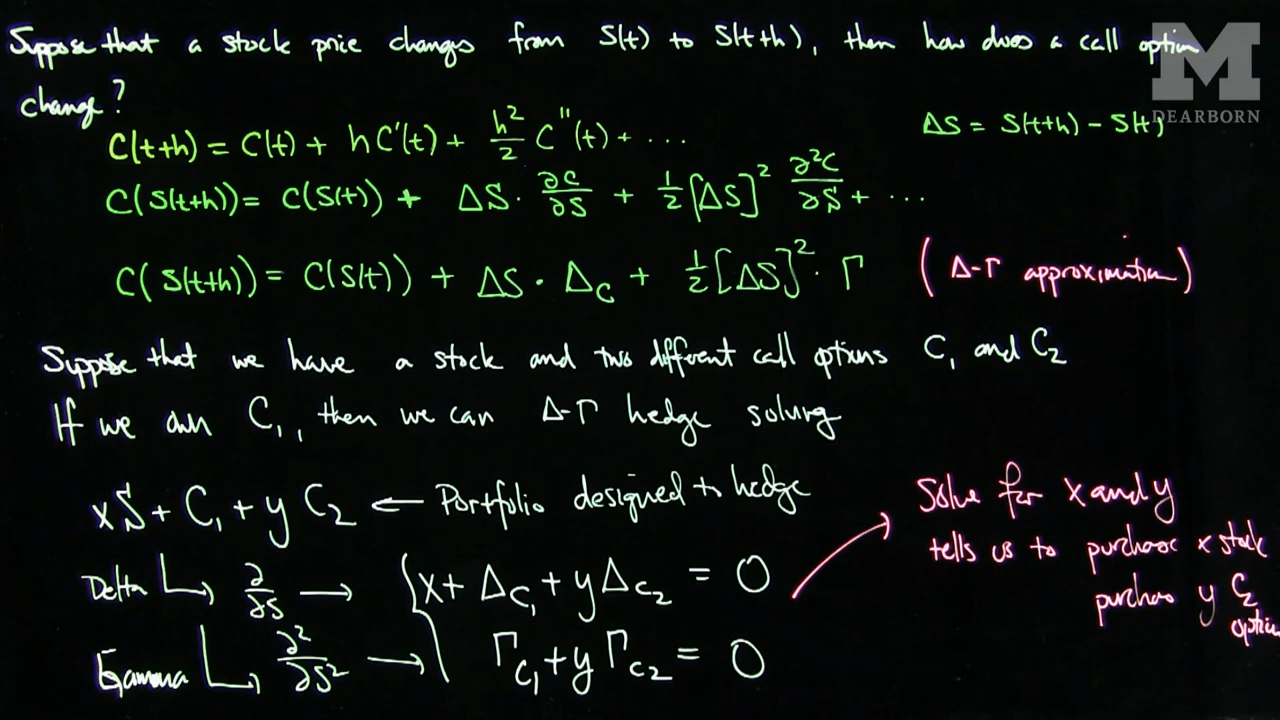 Suppose that a stock price changes from S(t) to S(t+h), then how does a call option
change?
M
DEARBORN
ΔS = S(t+h) - S(t)
C(t+h) = C(t) + hC'(t) + h²/2 C''(t) + ...
C(S(t+h)) = C(S(t)) + ΔS · ∂C/∂S + 1/2 [ΔS]² ∂²C/∂S + ...
C(S(t+h)) = C(S(t)) + ΔS · Δ_C + 1/2 [ΔS]² · Γ (Δ-Γ approximation)
Suppose that we have a stock and two different call options C₁ and C₂
If we own C₁, then we can Δ-Γ hedge solving
xS + C₁ + y C₂ ← Portfolio designed to hedge
Delta ↳ ∂/∂S → { x + Δ_C₁ + y Δ_C₂ = 0
Gamma ↳ ∂²/∂S² → Γ_C₁ + y Γ_C₂ = 0
Solve for x and y
tells us to purchase x stock
purchas y C₂
option